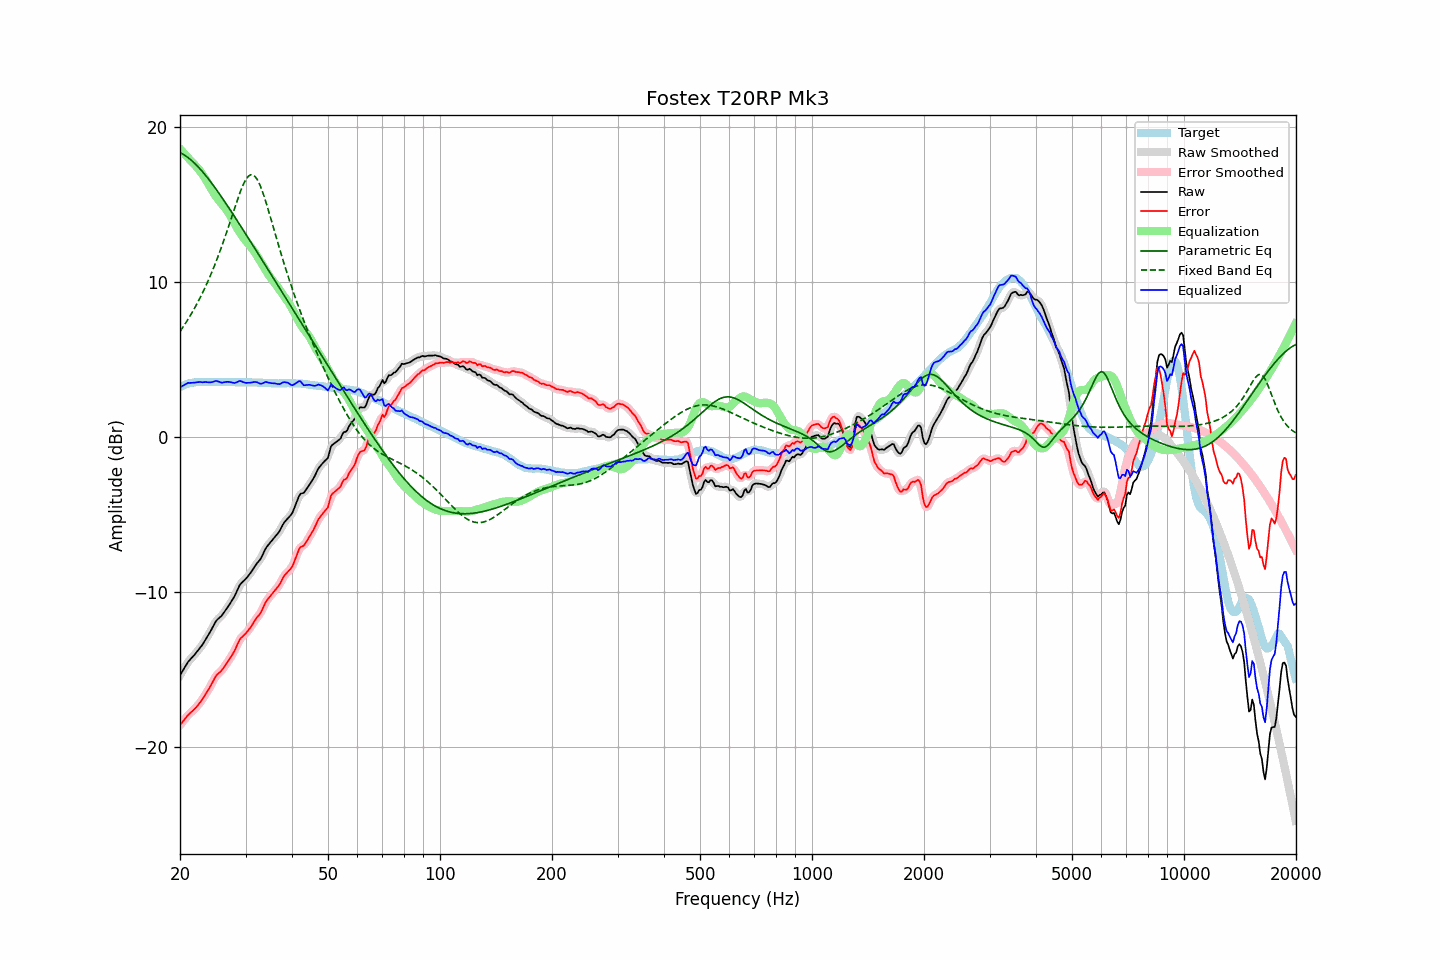 Fostex T20RP Mk3
Target
Raw Smoothed
Error Smoothed
Raw
Error
Equalization
Parametric Eq
Fixed Band Eq
Equalized
20
10
0
−10
−20
Amplitude (dBr)
20
50
100
200
500
1000
2000
5000
10000
20000
Frequency (Hz)